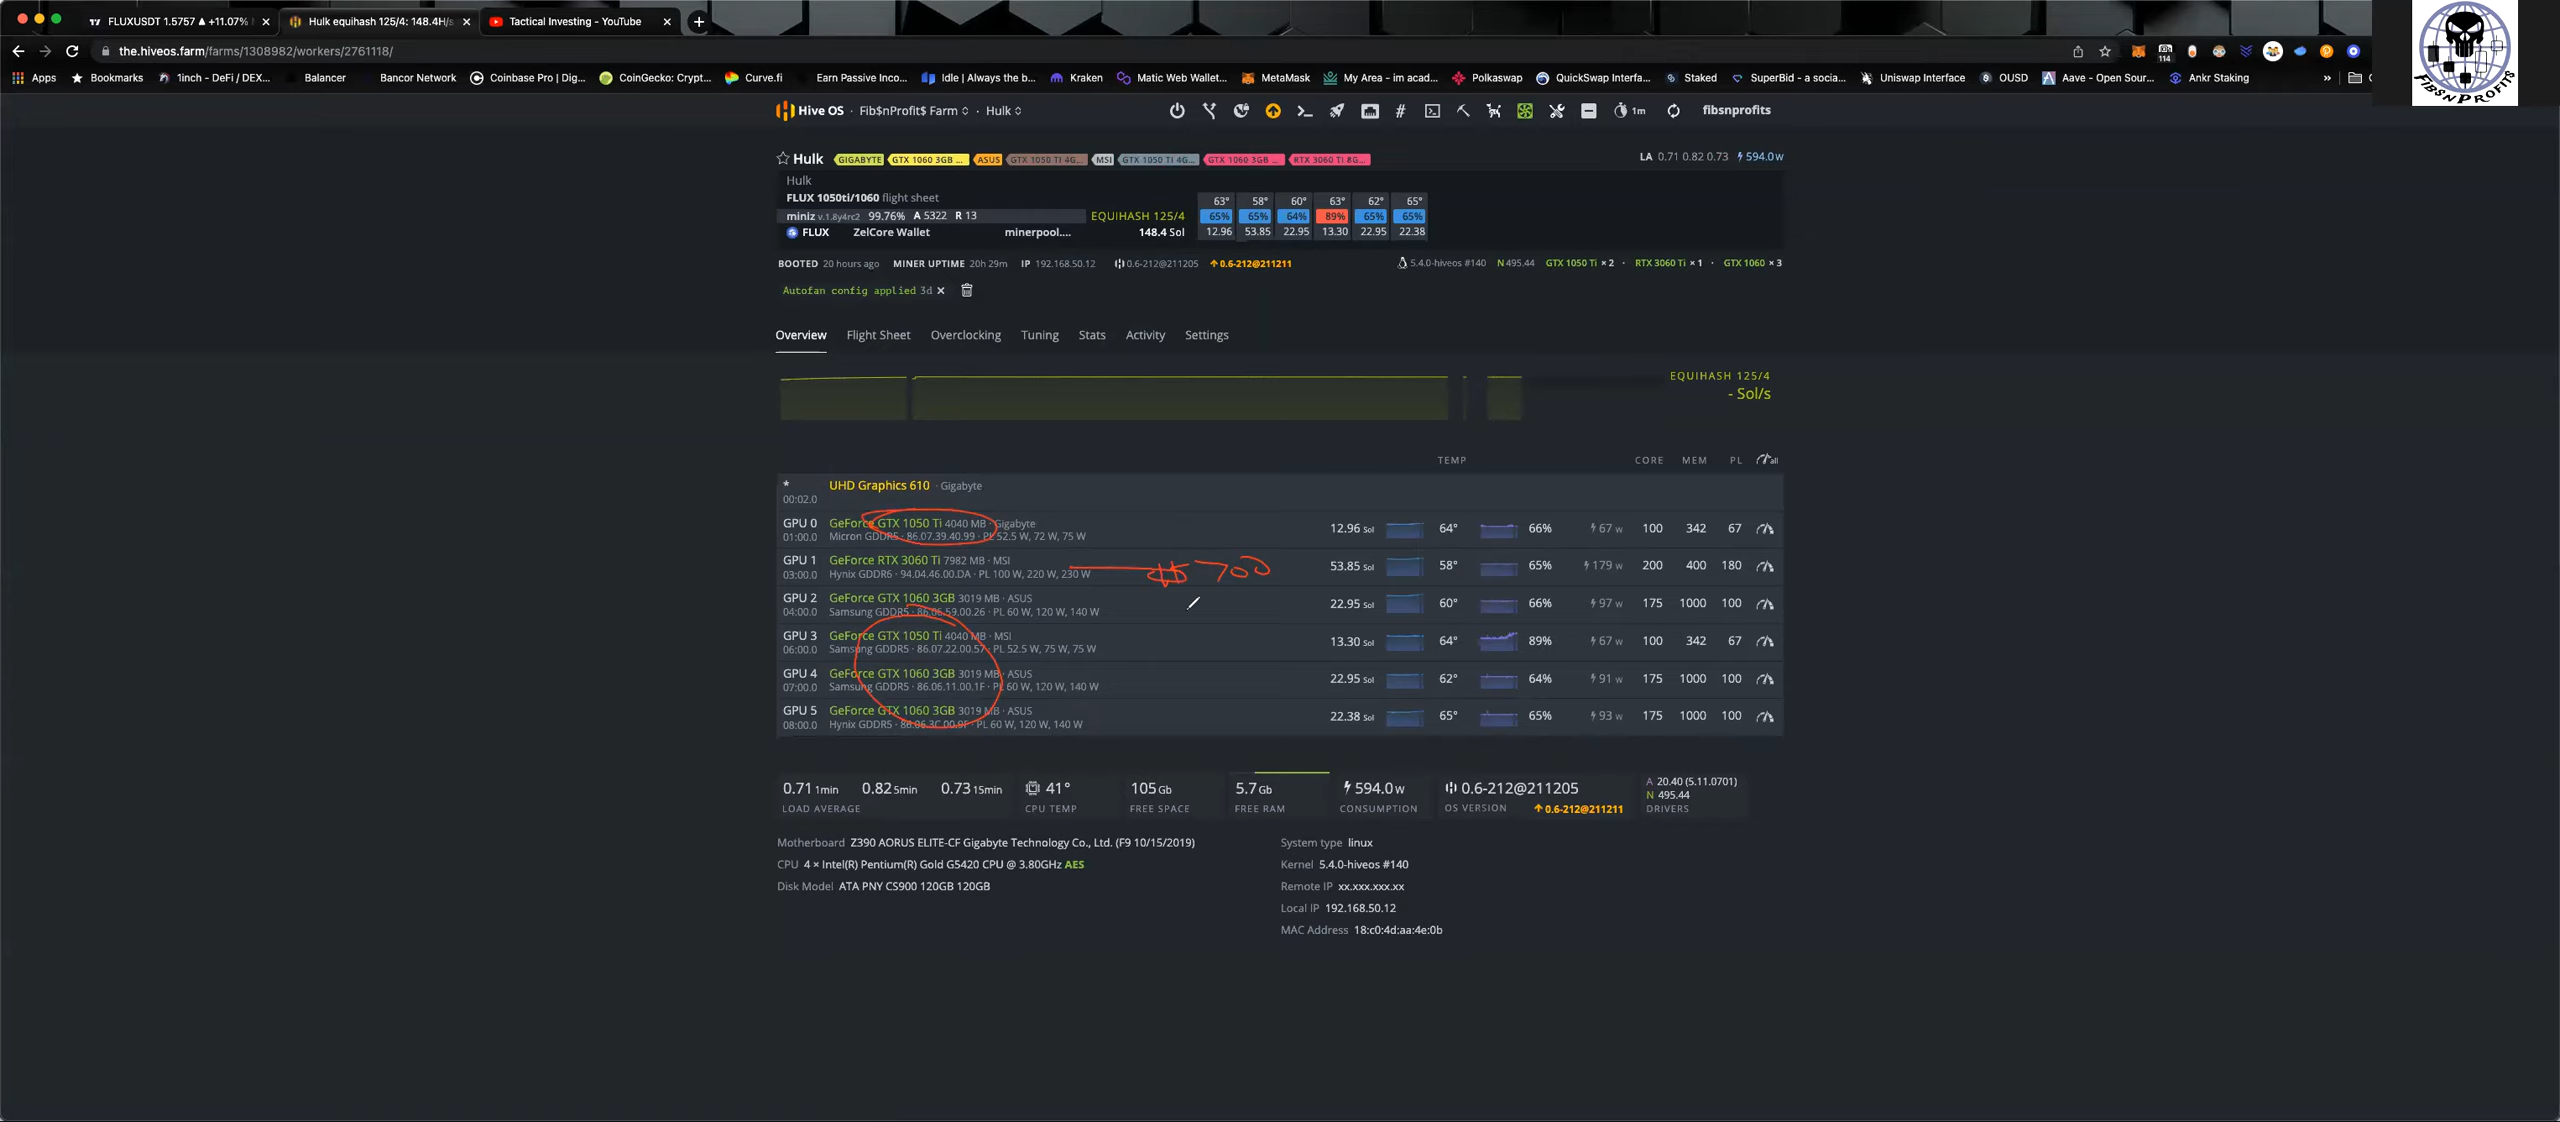 FLUXUSDT 1.5757 ▲ +11.07%
Hulk equihash 125/4: 148.4H/s
Tactical Investing - YouTube
the.hiveos.farm/farms/1308982/workers/2761118/
114
FIBSNPROFITS
Apps Bookmarks 1inch - DeFi / DEX... Balancer Bancor Network Coinbase Pro | Dig... CoinGecko: Crypt... Curve.fi Earn Passive Inco... Idle | Always the b... Kraken Matic Web Wallet... MetaMask My Area - im acad... Polkaswap QuickSwap Interfa... Staked SuperBid - a socia... Uniswap Interface OUSD Aave - Open Sour... Ankr Staking »
Hive OS · Fib$nProfit$ Farm · Hulk 1m fibsnprofits
Hulk GIGABYTE GTX 1060 3GB ... ASUS GTX 1050 TI 4G... MSI GTX 1050 TI 4G... GTX 1060 3GB ... RTX 3060 TI 8G... LA 0.71 0.82 0.73 594.0 W
Hulk
FLUX 1050ti/1060 flight sheet 63° 58° 60° 63° 62° 65°
miniz v.1.8y4rc2 99.76% A 5322 R 13 EQUIHASH 125/4 65% 65% 64% 89% 65% 65%
FLUX ZelCore Wallet minerpool.... 148.4 Sol 12.96 53.85 22.95 13.30 22.95 22.38
BOOTED 20 hours ago MINER UPTIME 20h 29m IP 192.168.50.12 0.6-212@211205 0.6-212@211211 5.4.0-hiveos #140 N 495.44 GTX 1050 Ti × 2 · RTX 3060 Ti × 1 · GTX 1060 × 3
Autofan config applied 3d ×
Overview Flight Sheet Overclocking Tuning Stats Activity Settings
EQUIHASH 125/4
- Sol/s
TEMP CORE MEM PL all
* UHD Graphics 610 · Gigabyte
00:02.0
GPU 0 GeForce GTX 1050 Ti 4040 MB · Gigabyte 12.96 Sol 64° 66% 67 W 100 342 67
01:00.0 Micron GDDR5 · 86.07.39.40.99 · PL 52.5 W, 72 W, 75 W
GPU 1 GeForce RTX 3060 Ti 7982 MB · MSI $ 700 53.85 Sol 58° 65% 179 W 200 400 180
03:00.0 Hynix GDDR6 · 94.04.46.00.DA · PL 100 W, 220 W, 230 W
GPU 2 GeForce GTX 1060 3GB 3019 MB · ASUS 22.95 Sol 60° 66% 97 W 175 1000 100
04:00.0 Samsung GDDR5 · 86.06.59.00.26 · PL 60 W, 120 W, 140 W
GPU 3 GeForce GTX 1050 Ti 4040 MB · MSI 13.30 Sol 64° 89% 67 W 100 342 67
06:00.0 Samsung GDDR5 · 86.07.22.00.57 · PL 52.5 W, 75 W, 75 W
GPU 4 GeForce GTX 1060 3GB 3019 MB · ASUS 22.95 Sol 62° 64% 91 W 175 1000 100
07:00.0 Samsung GDDR5 · 86.06.11.00.1F · PL 60 W, 120 W, 140 W
GPU 5 GeForce GTX 1060 3GB 3019 MB · ASUS 22.38 Sol 65° 65% 93 W 175 1000 100
08:00.0 Hynix GDDR5 · 86.06.3C.00.9F · PL 60 W, 120 W, 140 W
0.71 1min 0.82 5min 0.73 15min 41° 105 Gb 5.7 Gb 594.0 W 0.6-212@211205 A 20.40 (5.11.0701)
N 495.44
LOAD AVERAGE CPU TEMP FREE SPACE FREE RAM CONSUMPTION OS VERSION 0.6-212@211211 DRIVERS
Motherboard Z390 AORUS ELITE-CF Gigabyte Technology Co., Ltd. (F9 10/15/2019) System type linux
CPU 4 × Intel(R) Pentium(R) Gold G5420 CPU @ 3.80GHz AES Kernel 5.4.0-hiveos #140
Disk Model ATA PNY CS900 120GB 120GB Remote IP xx.xxx.xxx.xx
Local IP 192.168.50.12
MAC Address 18:c0:4d:aa:4e:0b